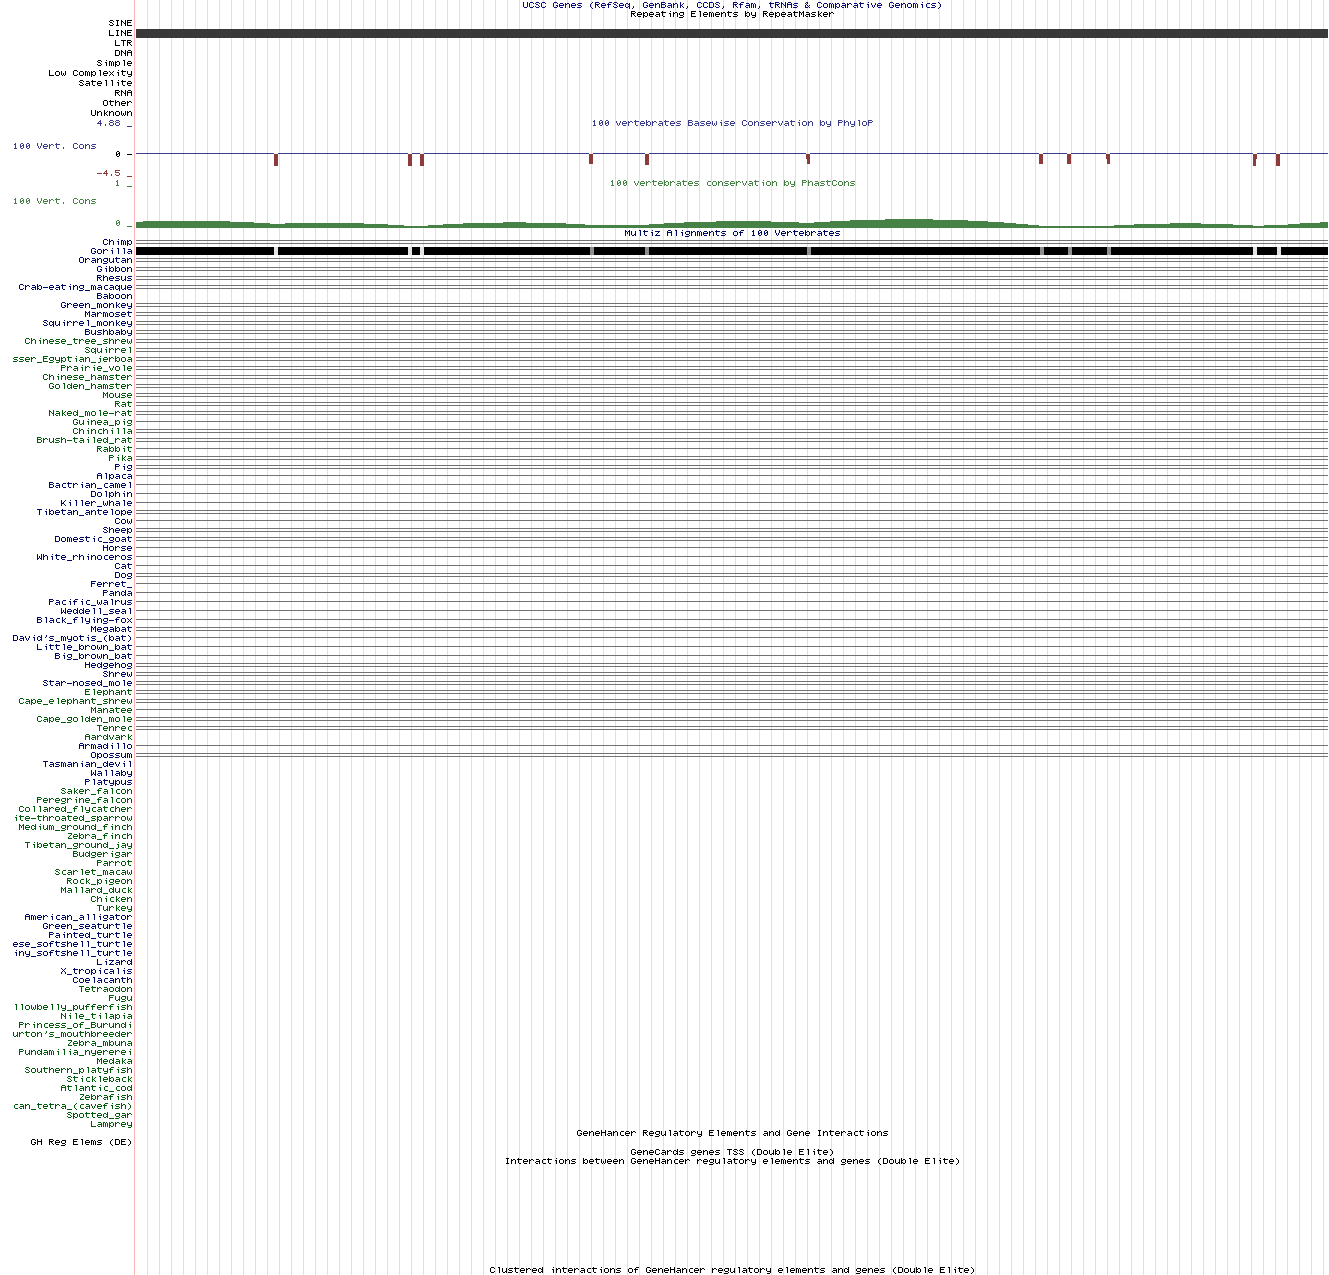 UCSC Genes (RefSeq, GenBank, CCDS, Rfam, tRNAs & Comparative Genomics)
Repeating Elements by RepeatMasker
SINE
LINE
LTR
DNA
Simple
Low Complexity
Satellite
RNA
Other
Unknown
4.88 _
100 vertebrates Basewise Conservation by PhyloP
100 Vert. Cons
0 -
-4.5 _
1 _
100 vertebrates conservation by PhastCons
100 Vert. Cons
0 _
Multiz Alignments of 100 Vertebrates
Chimp
Gorilla
Orangutan
Gibbon
Rhesus
Crab-eating_macaque
Baboon
Green_monkey
Marmoset
Squirrel_monkey
Bushbaby
Chinese_tree_shrew
Squirrel
sser_Egyptian_jerboa
Prairie_vole
Chinese_hamster
Golden_hamster
Mouse
Rat
Naked_mole-rat
Guinea_pig
Chinchilla
Brush-tailed_rat
Rabbit
Pika
Pig
Alpaca
Bactrian_camel
Dolphin
Killer_whale
Tibetan_antelope
Cow
Sheep
Domestic_goat
Horse
White_rhinoceros
Cat
Dog
Ferret_
Panda
Pacific_walrus
Weddell_seal
Black_flying-fox
Megabat
David's_myotis_(bat)
Little_brown_bat
Big_brown_bat
Hedgehog
Shrew
Star-nosed_mole
Elephant
Cape_elephant_shrew
Manatee
Cape_golden_mole
Tenrec
Aardvark
Armadillo
Opossum
Tasmanian_devil
Wallaby
Platypus
Saker_falcon
Peregrine_falcon
Collared_flycatcher
ite-throated_sparrow
Medium_ground_finch
Zebra_finch
Tibetan_ground_jay
Budgerigar
Parrot
Scarlet_macaw
Rock_pigeon
Mallard_duck
Chicken
Turkey
American_alligator
Green_seaturtle
Painted_turtle
ese_softshell_turtle
iny_softshell_turtle
Lizard
X_tropicalis
Coelacanth
Tetraodon
Fugu
llowbelly_pufferfish
Nile_tilapia
Princess_of_Burundi
urton's_mouthbreeder
Zebra_mbuna
Pundamilia_nyererei
Medaka
Southern_platyfish
Stickleback
Atlantic_cod
Zebrafish
can_tetra_(cavefish)
Spotted_gar
Lamprey
GeneHancer Regulatory Elements and Gene Interactions
GH Reg Elems (DE)
GeneCards genes TSS (Double Elite)
Interactions between GeneHancer regulatory elements and genes (Double Elite)
Clustered interactions of GeneHancer regulatory elements and genes (Double Elite)